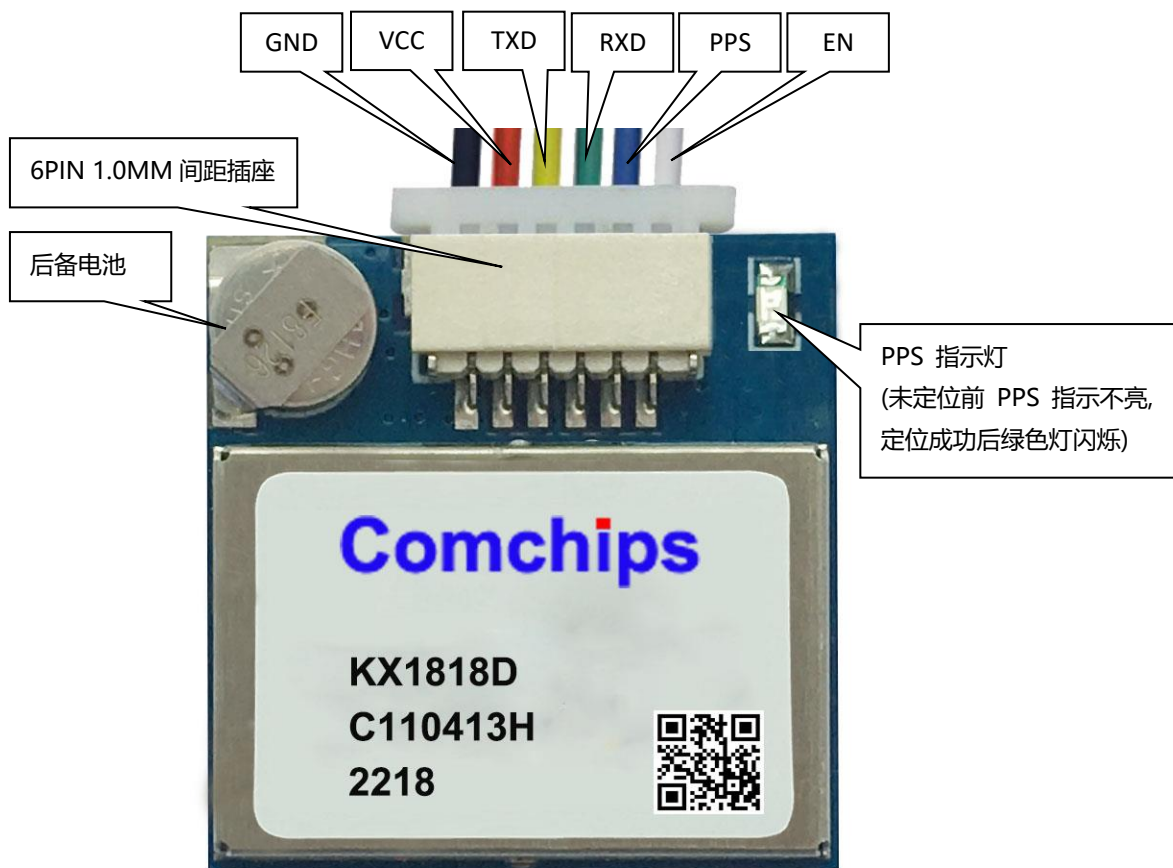 GND
VCC
TXD
RXD
PPS
EN
6PIN 1.0MM 间距插座
后备电池
PPS 指示灯
(未定位前 PPS 指示不亮,
定位成功后绿色灯闪烁)
Comchips
KX1818D
C110413H
2218